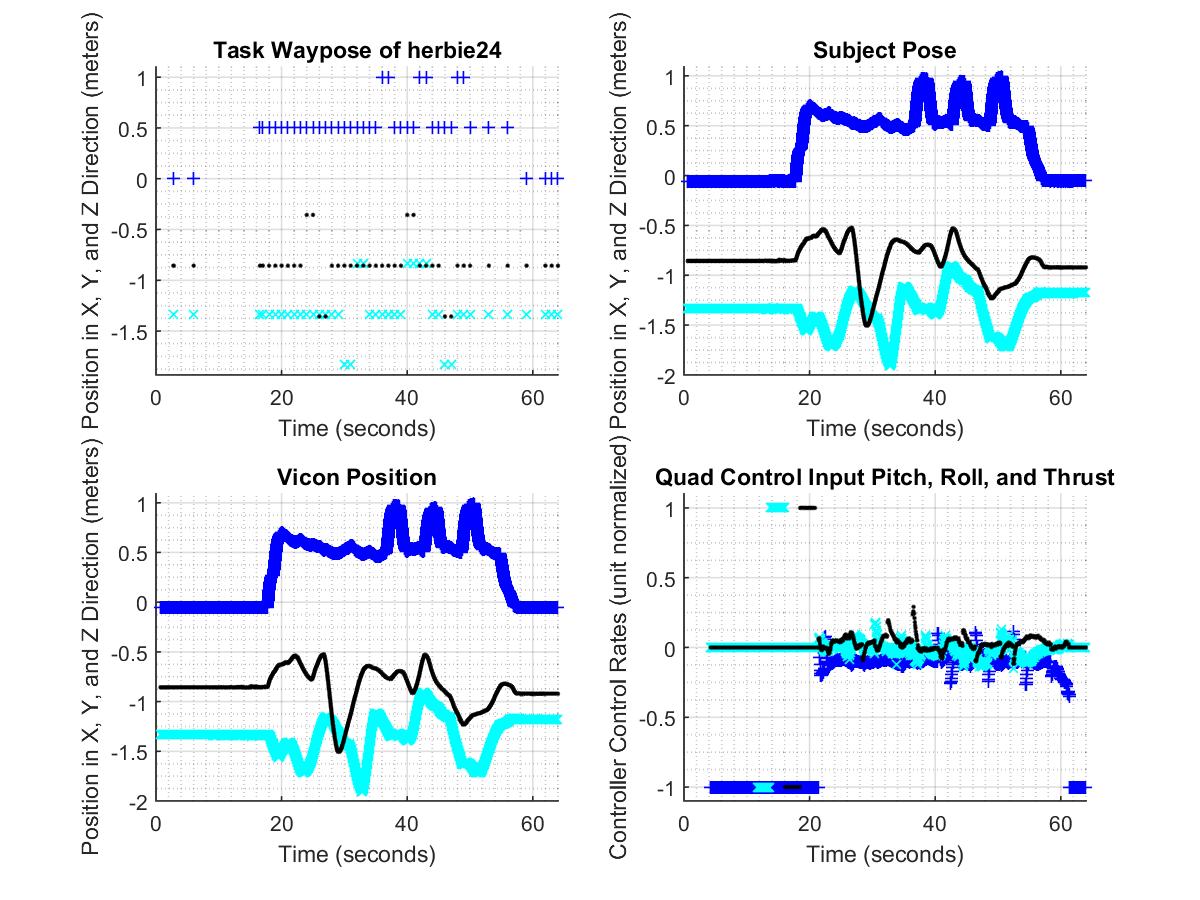 Task Waypose of herbie24
Position in X, Y, and Z Direction (meters)
1
0.5
0
-0.5
-1
-1.5
0 20 40 60
Time (seconds)
Subject Pose
Position in X, Y, and Z Direction (meters)
1
0.5
0
-0.5
-1
-1.5
-2
0 20 40 60
Time (seconds)
Vicon Position
Position in X, Y, and Z Direction (meters)
1
0.5
0
-0.5
-1
-1.5
-2
0 20 40 60
Time (seconds)
Quad Control Input Pitch, Roll, and Thrust
Controller Control Rates (unit normalized)
1
0.5
0
-0.5
-1
0 20 40 60
Time (seconds)